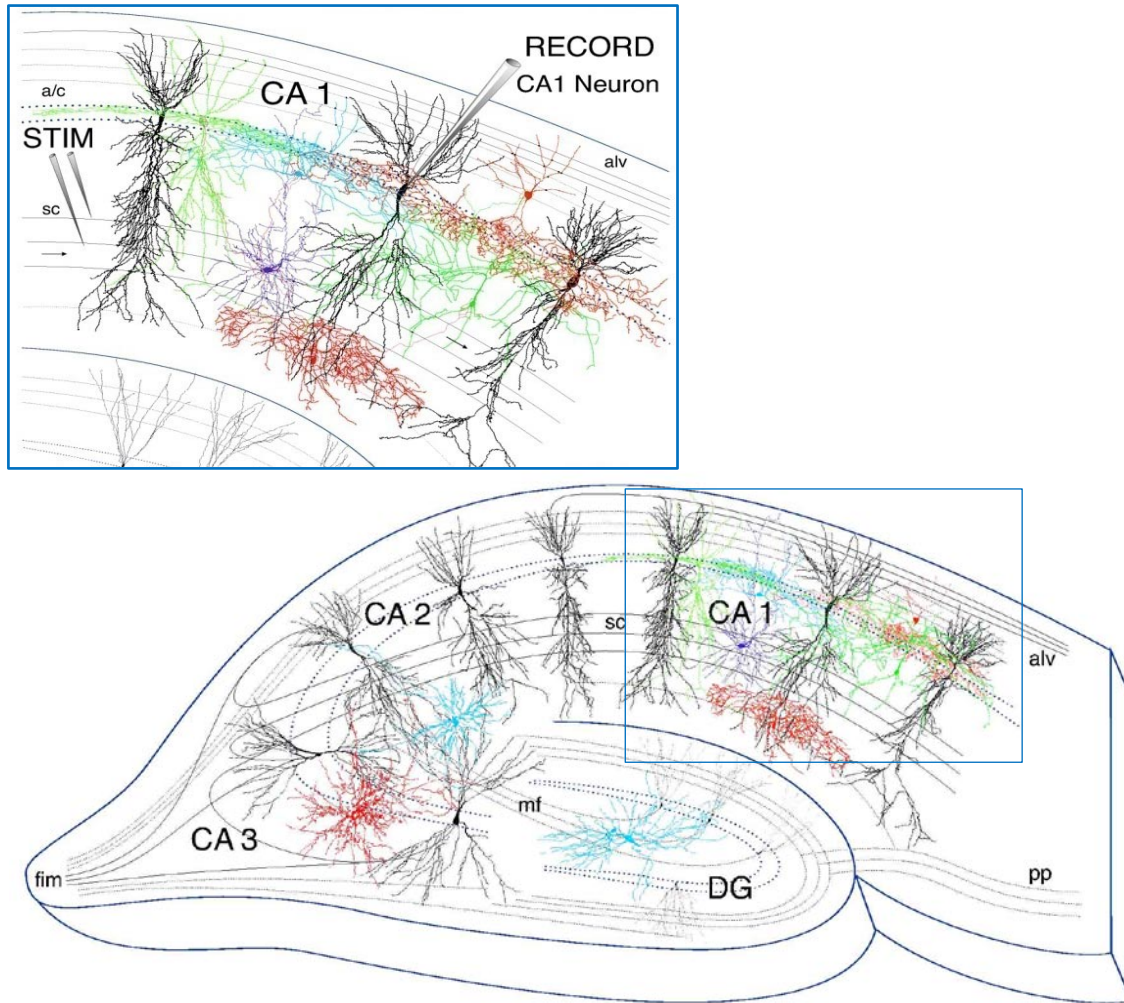 RECORD
CA1 Neuron
CA 1
a/c
STIM
alv
sc
CA 2
CA 1
sc
alv
mf
CA 3
fim
DG
pp